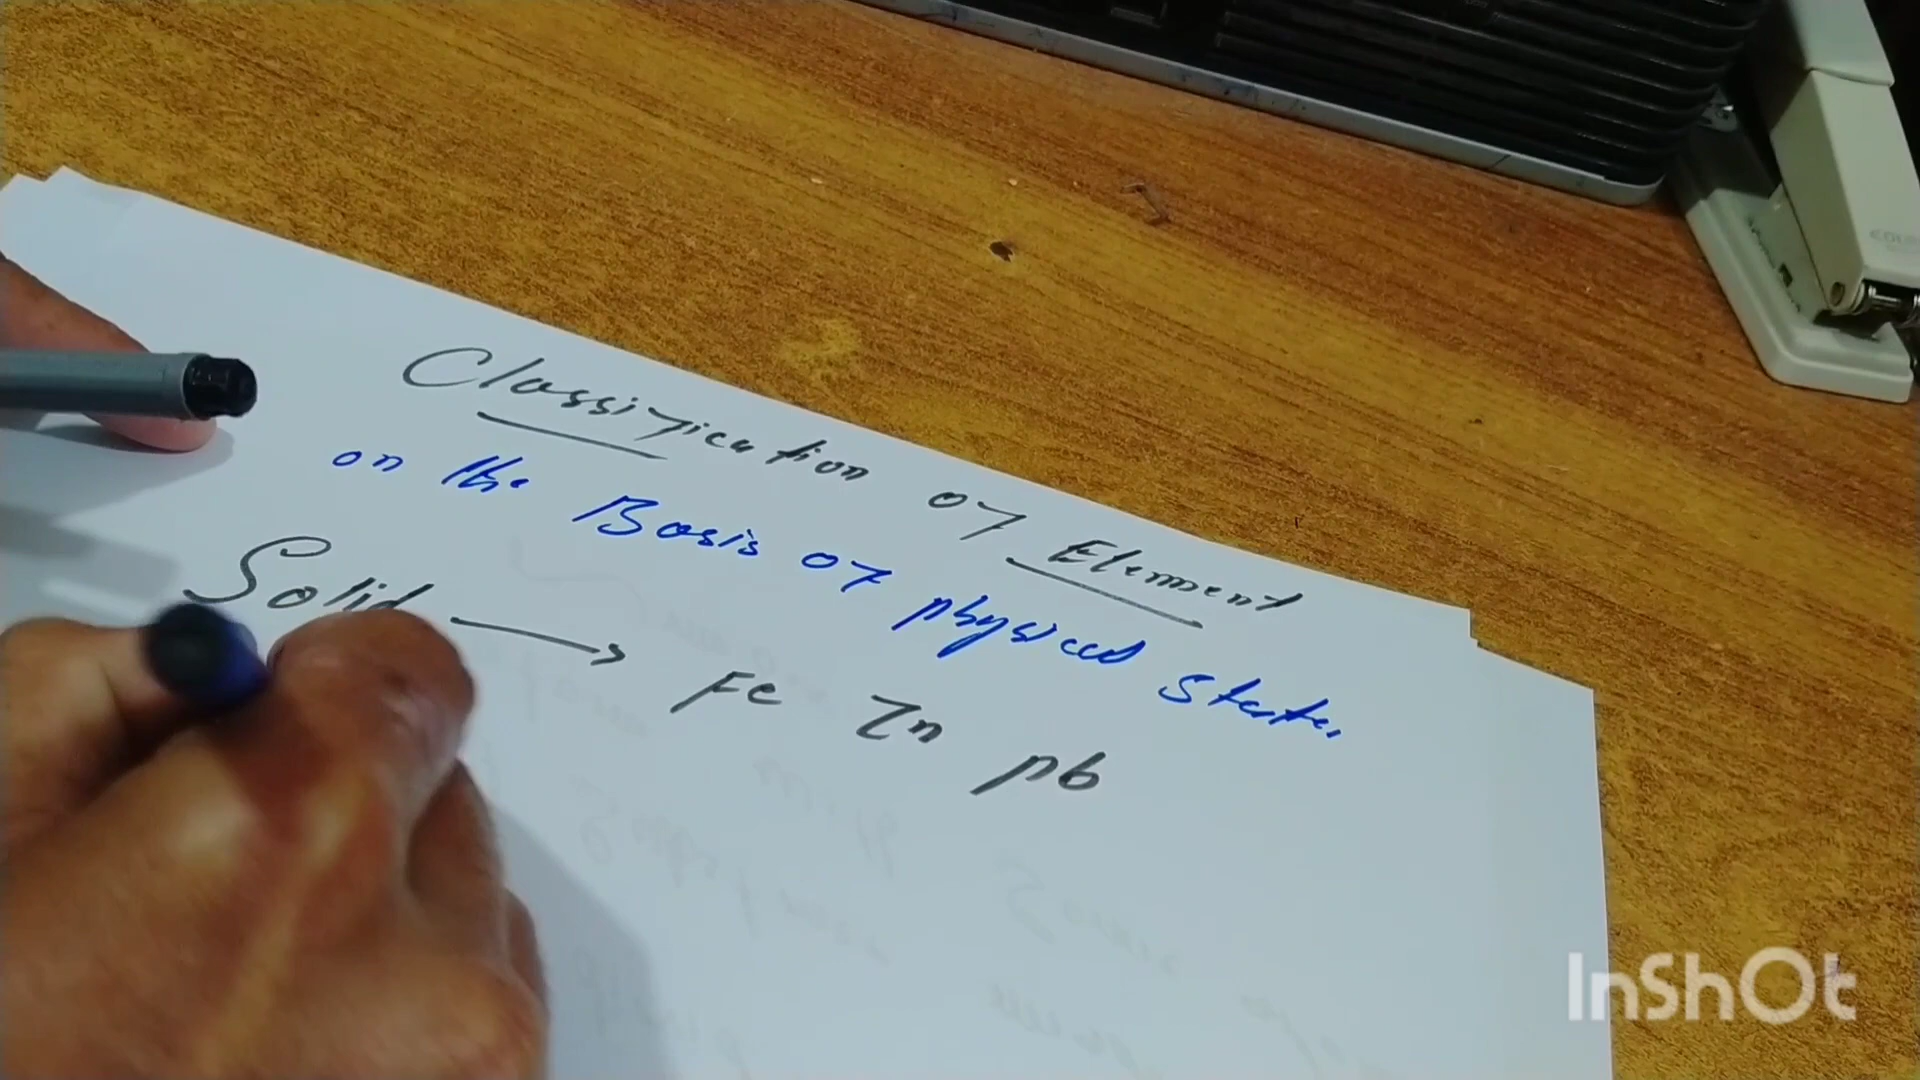 Classification of Element
on the Basis of physical State.
Solid → Fe Zn pb
InShOt